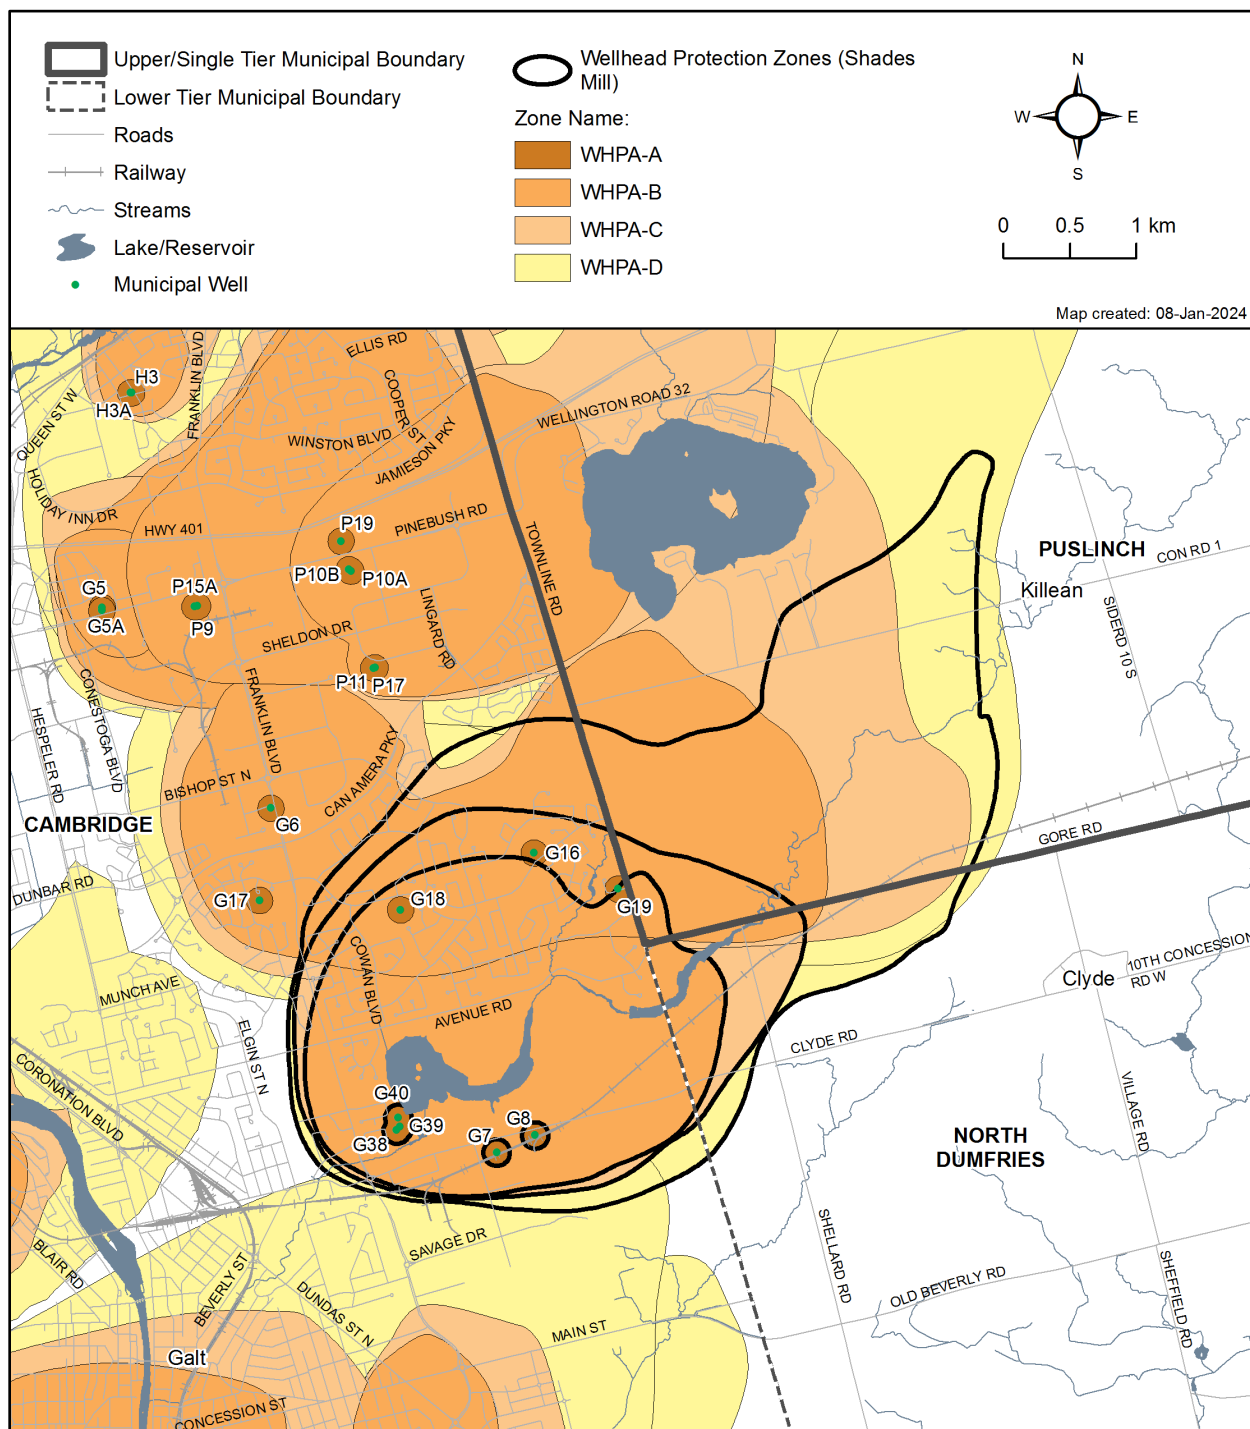 Upper/Single Tier Municipal Boundary
Lower Tier Municipal Boundary
Roads
Railway
Streams
Lake/Reservoir
Municipal Well
Wellhead Protection Zones (Shades
Mill)
Zone Name:
WHPA-A
WHPA-B
WHPA-C
WHPA-D
N
W
E
S
0
0.5
1 km
Map created: 08-Jan-2024
ELLIS RD
FRANKLIN BLVD
H3
H3A
QUEEN ST W
COOPER ST
WELLINGTON ROAD 32
WINSTON BLVD
JAMIESON PKY
HOLIDAY INN DR
HWY 401
P19
PINEBUSH RD
TOWNLINE RD
PUSLINCH
CON RD 1
P10B
P10A
G5
P15A
Killean
LINGARD RD
SIDERD 10 S
G5A
P9
SHELDON DR
P11
P17
CONESTOGA BLVD
FRANKLIN BLVD
HESPELER RD
CAN AMERA PKY
BISHOP ST N
CAMBRIDGE
G6
GORE RD
G16
DUNBAR RD
G17
G18
G19
COWAN BLVD
10TH CONCESSION
RD W
Clyde
MUNCH AVE
AVENUE RD
ELGIN ST N
CLYDE RD
CORONATION BLVD
G40
G39
G38
G7
G8
VILLAGE RD
NORTH
DUMFRIES
SAVAGE DR
SHELLARD RD
BLAIR RD
BEVERLY ST
OLD BEVERLY RD
SHEFFIELD RD
DUNDAS ST N
MAIN ST
Galt
CONCESSION ST